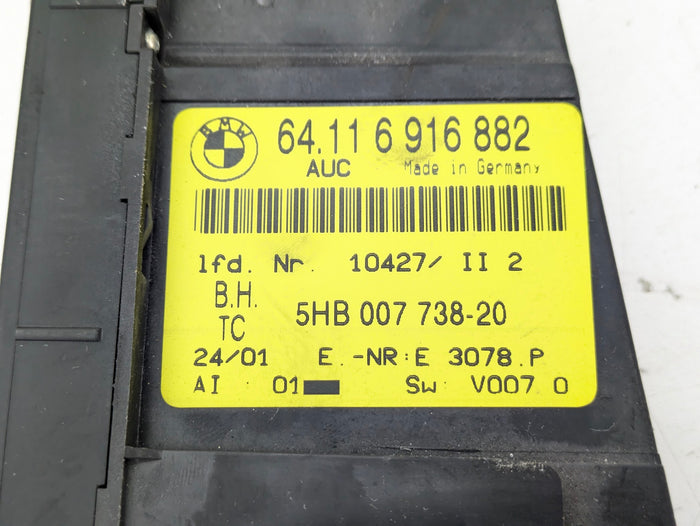 BMW
64.11 6 916 882
AUC Made in Germany
lfd. Nr. 10427/ II 2
B.H.
TC 5HB 007 738-20
24/01 E.-NR:E 3078.P
AI : 01 Sw: V007.0